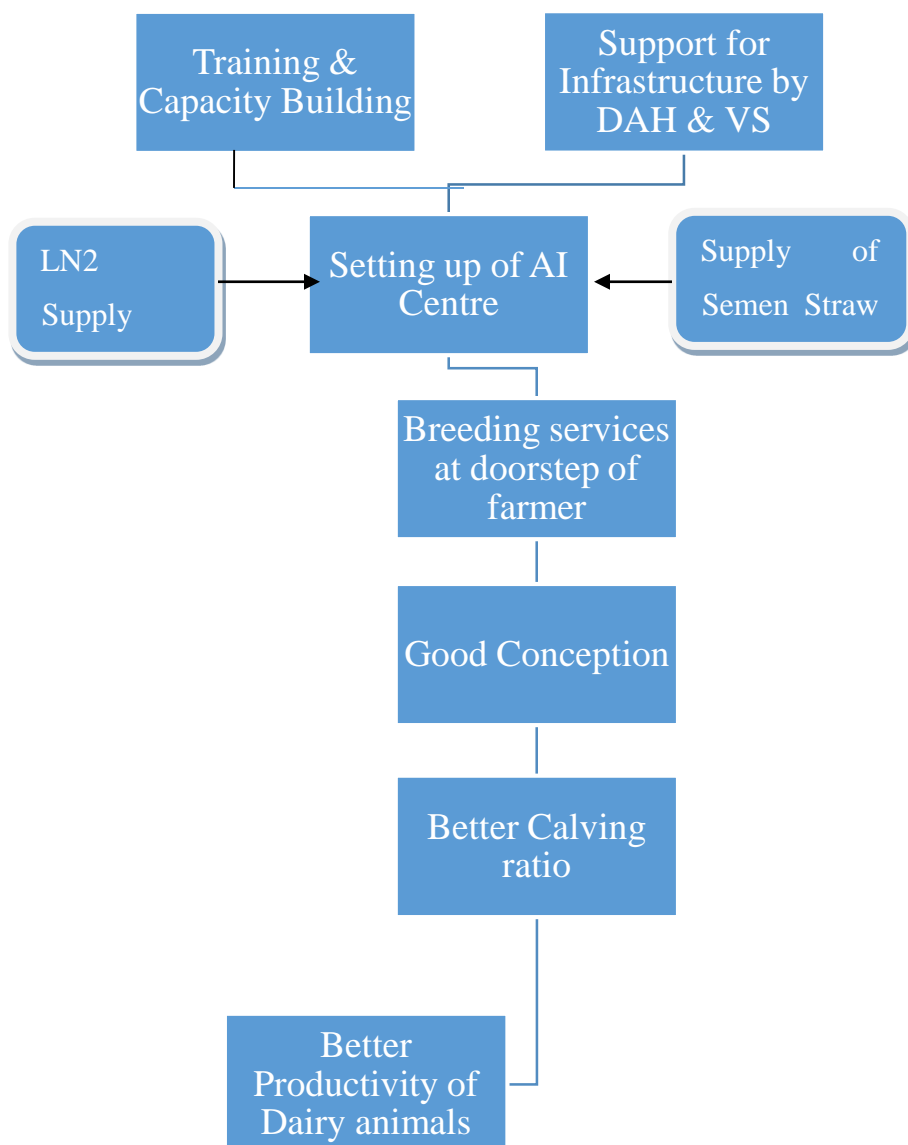 Training &
Capacity Building
Support for
Infrastructure by
DAH & VS
LN2
Supply
Setting up of AI
Centre
Supply of
Semen Straw
Breeding services
at doorstep of
farmer
Good Conception
Better Calving
ratio
Better
Productivity of
Dairy animals